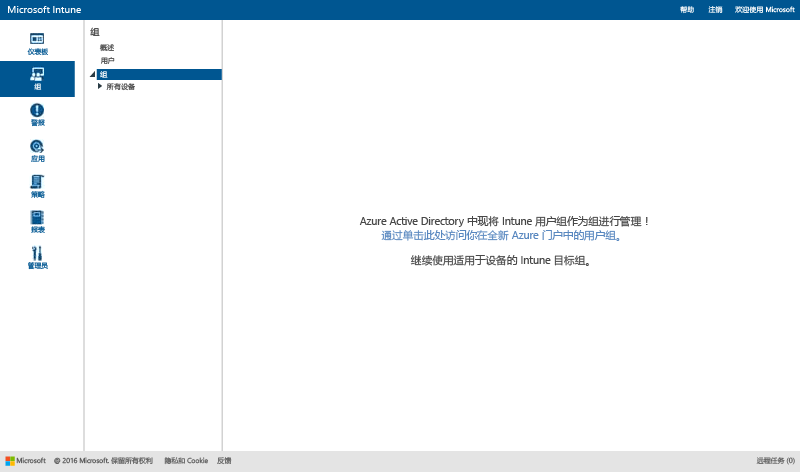 Microsoft Intune
帮助 注销 欢迎使用 Microsoft
仪表板
组
警报
应用
策略
报表
管理员
组
概述
用户
组
所有设备
Azure Active Directory 中现将 Intune 用户组作为组进行管理！
通过单击此处访问你在全新 Azure 门户中的用户组。
继续使用适用于设备的 Intune 目标组。
Microsoft © 2016 Microsoft. 保留所有权利 隐私和 Cookie 反馈
远程任务 (0)